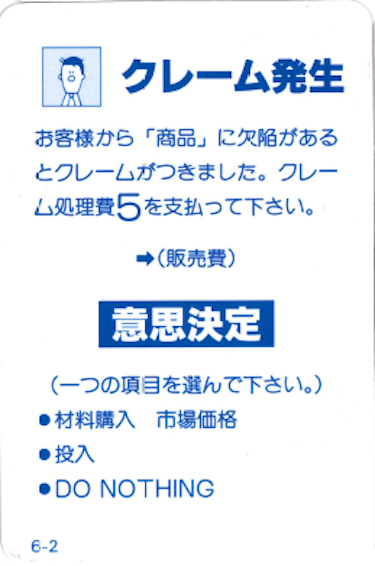 クレーム発生
お客様から「商品」に欠陥がある
とクレームがつきました。クレー
ム処理費5を支払って下さい。
➡(販売費)
意思決定
(一つの項目を選んで下さい。)
●材料購入　市場価格
●投入
●DO NOTHING
6-2